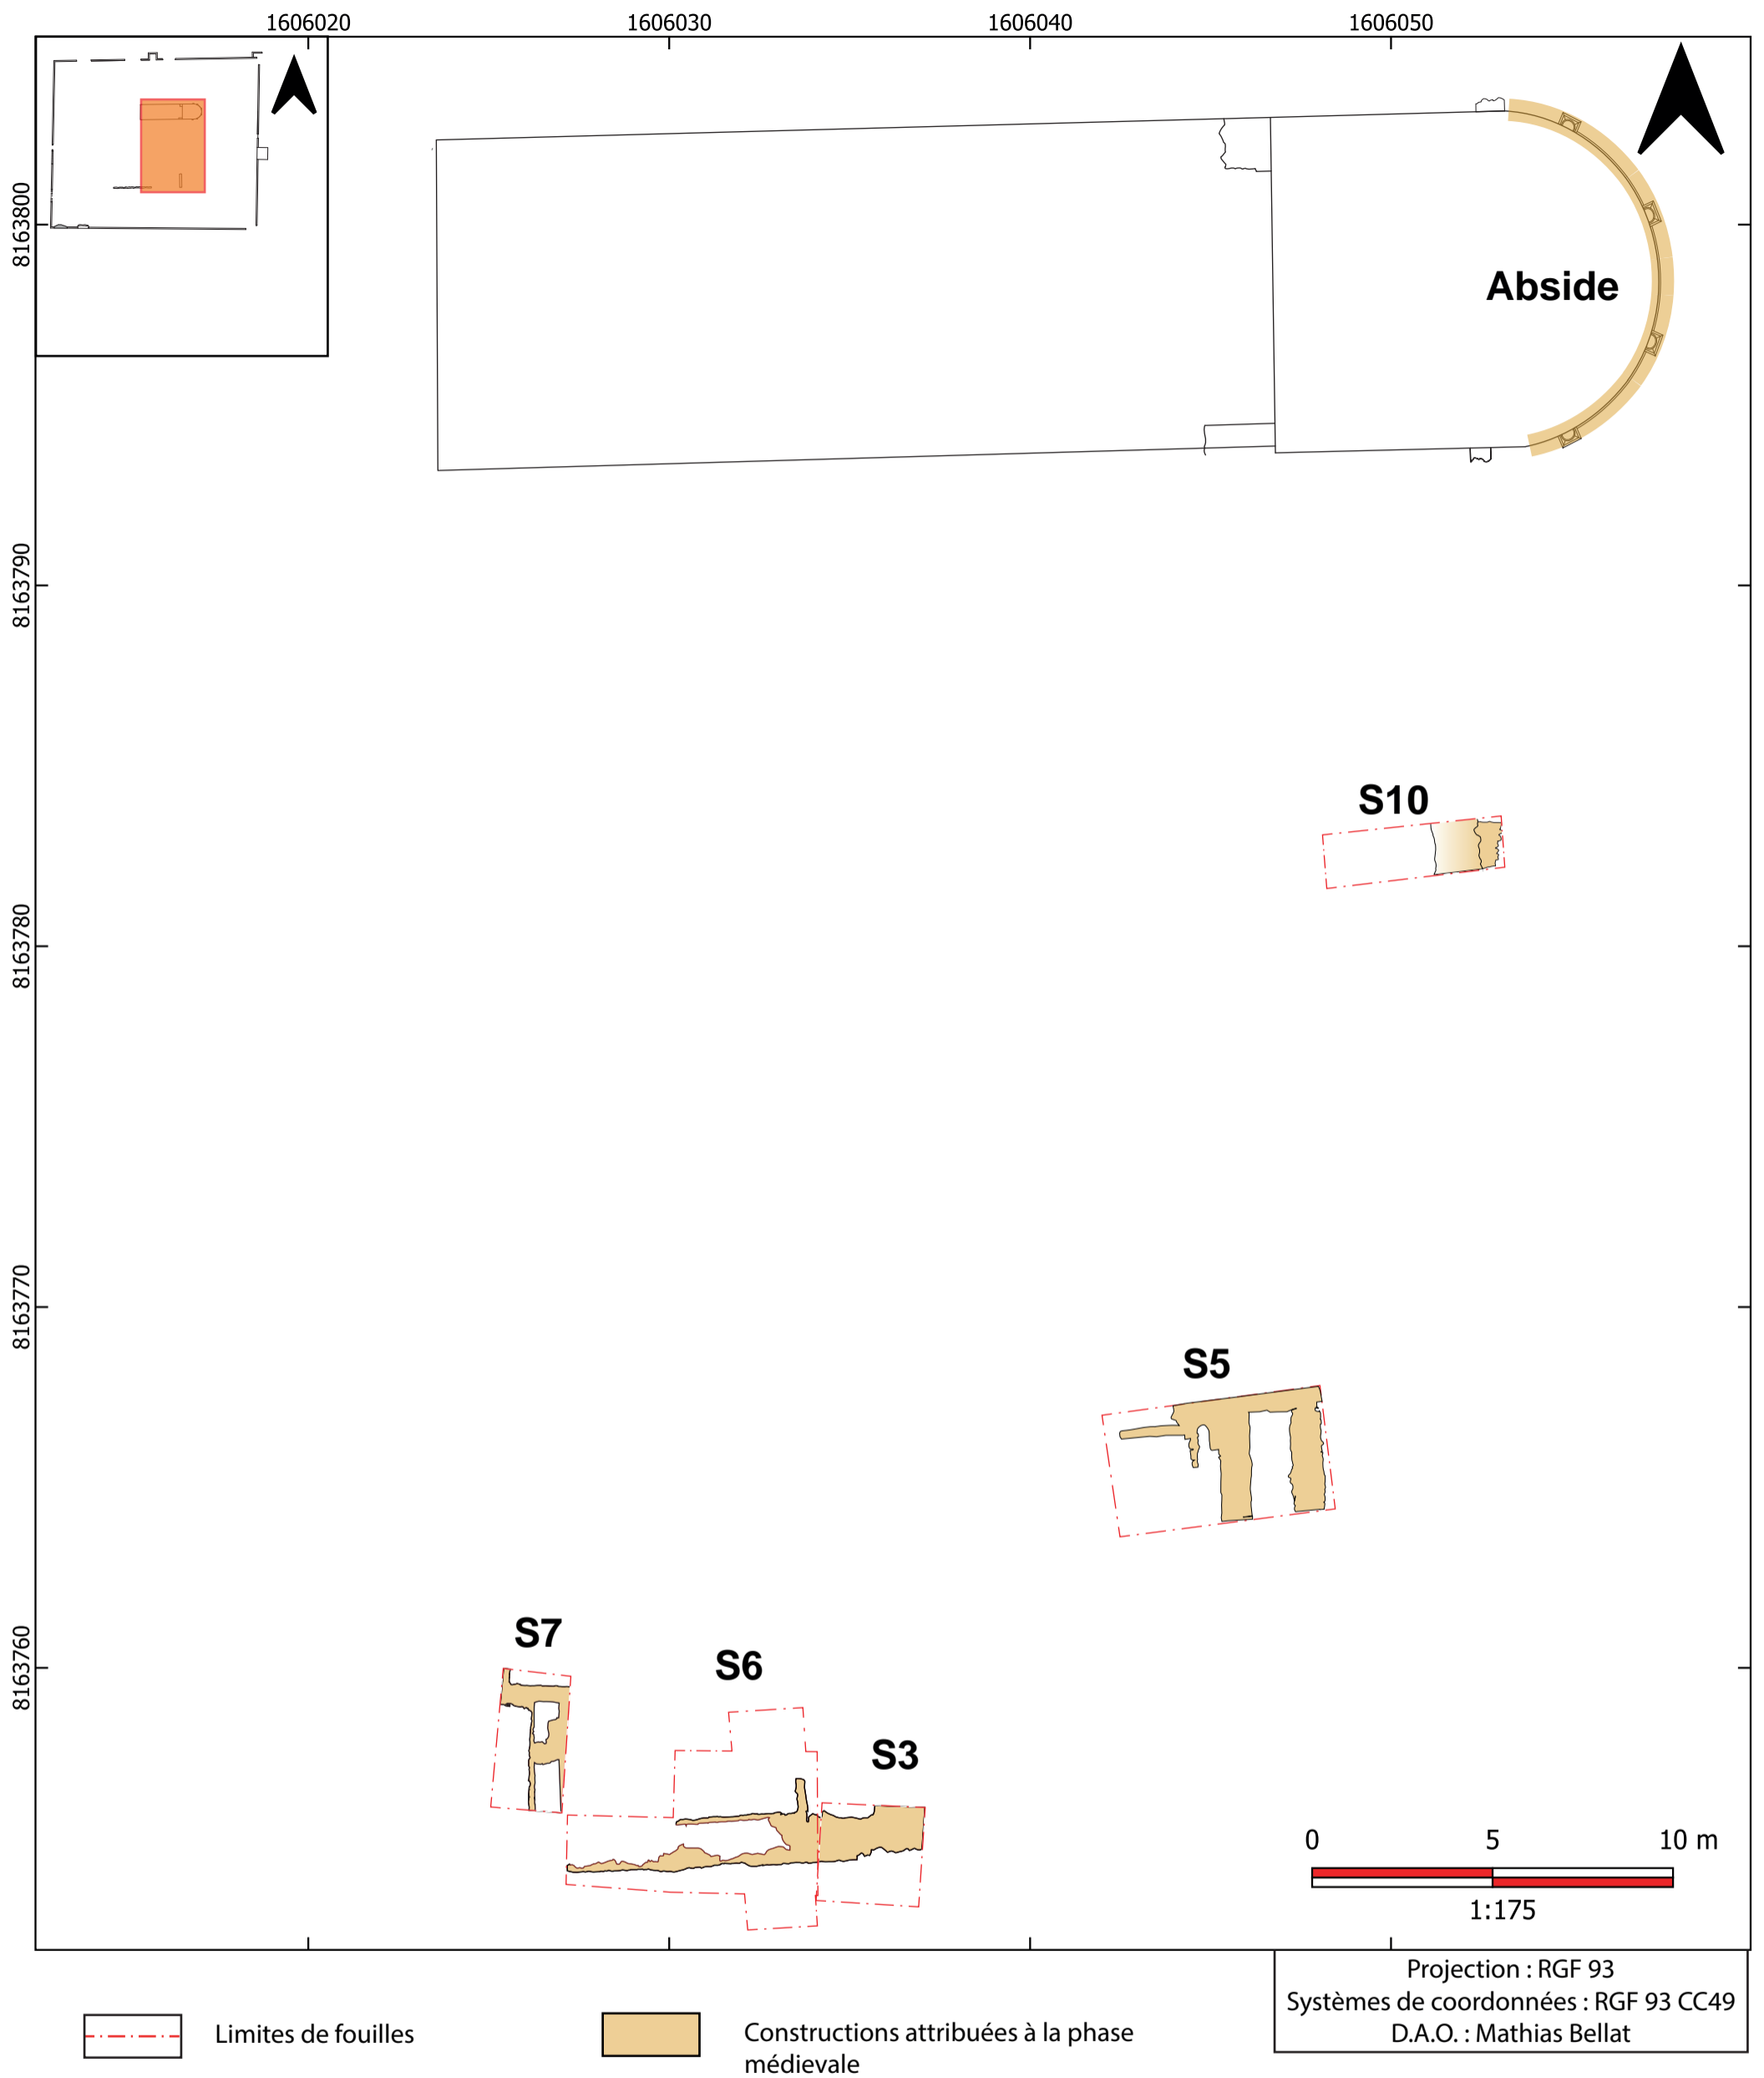 1606020 1606030 1606040 1606050
8163800
Abside
8163790
S10
8163780
8163770
S5
8163760
S7
S6
S3
0 5 10 m
1:175
Projection : RGF 93
Systèmes de coordonnées : RGF 93 CC49
D.A.O. : Mathias Bellat
Limites de fouilles
Constructions attribuées à la phase
médievale